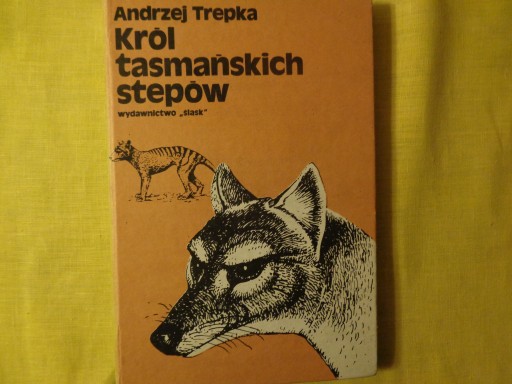 Andrzej Trepka
Król
tasmańskich
stepów
wydawnictwo „śląsk”